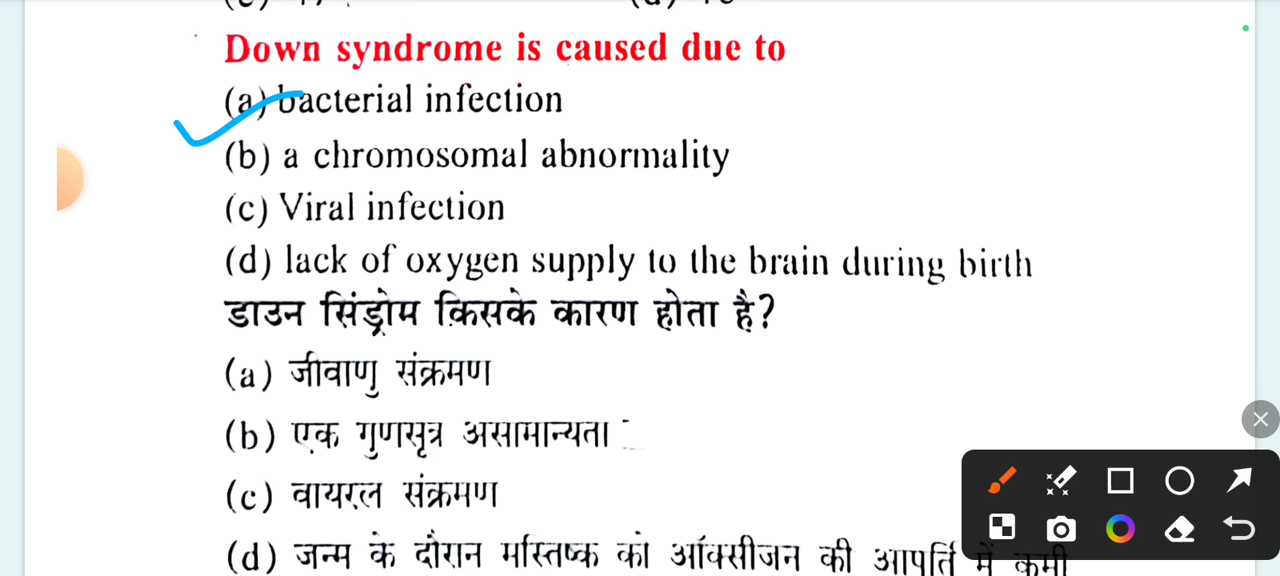 Down syndrome is caused due to
(a) bacterial infection
(b) a chromosomal abnormality
(c) Viral infection
(d) lack of oxygen supply to the brain during birth
डाउन सिंड्रोम किसके कारण होता है?
(a) जीवाणु संक्रमण
(b) एक गुणसूत्र असामान्यता
(c) वायरल संक्रमण
(d) जन्म के दौरान मस्तिष्क को ऑक्सीजन की आपूर्ति में कमी